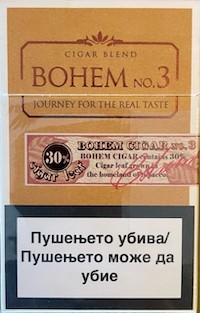 CIGAR BLEND
BOHEM NO.3
JOURNEY FOR THE REAL TASTE
BOHEM CIGAR no.3
30%
BOHEM CIGAR contains 30%
Cigar leaf grown in
the homeland of
cigar leaf
Пушењето убива/
Пушењето може да
убие